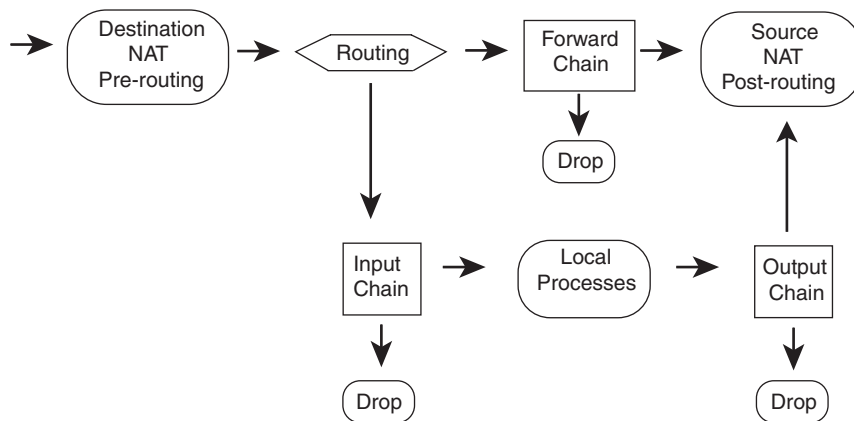 Destination
NAT
Pre-routing
Routing
Forward
Chain
Source
NAT
Post-routing
Drop
Input
Chain
Local
Processes
Output
Chain
Drop
Drop